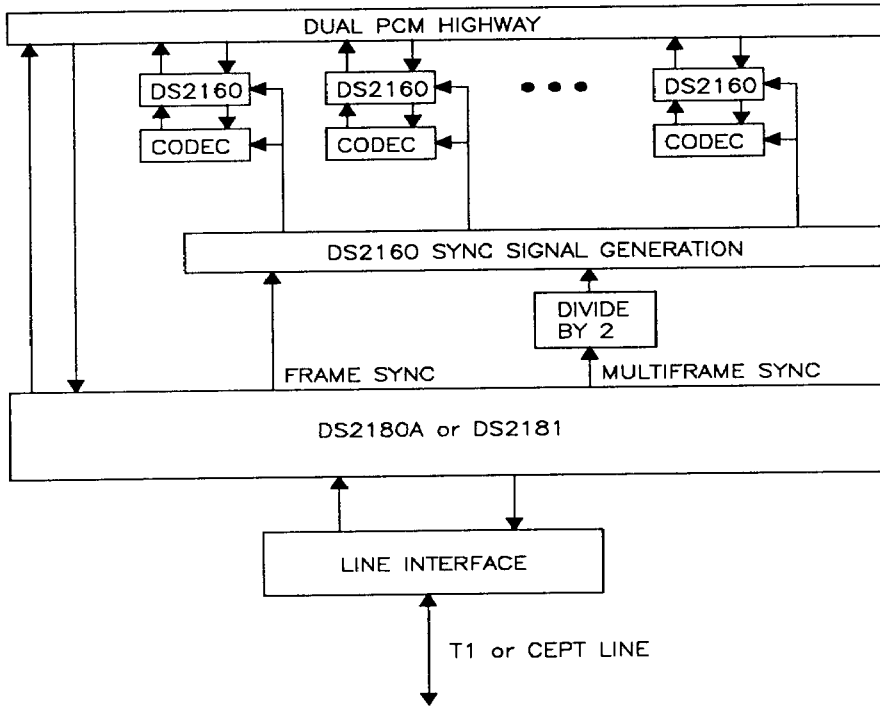 DUAL PCM HIGHWAY
DS2160
DS2160
DS2160
CODEC
CODEC
CODEC
DS2160 SYNC SIGNAL GENERATION
DIVIDE
BY 2
FRAME SYNC
MULTIFRAME SYNC
DS2180A or DS2181
LINE INTERFACE
T1 or CEPT LINE